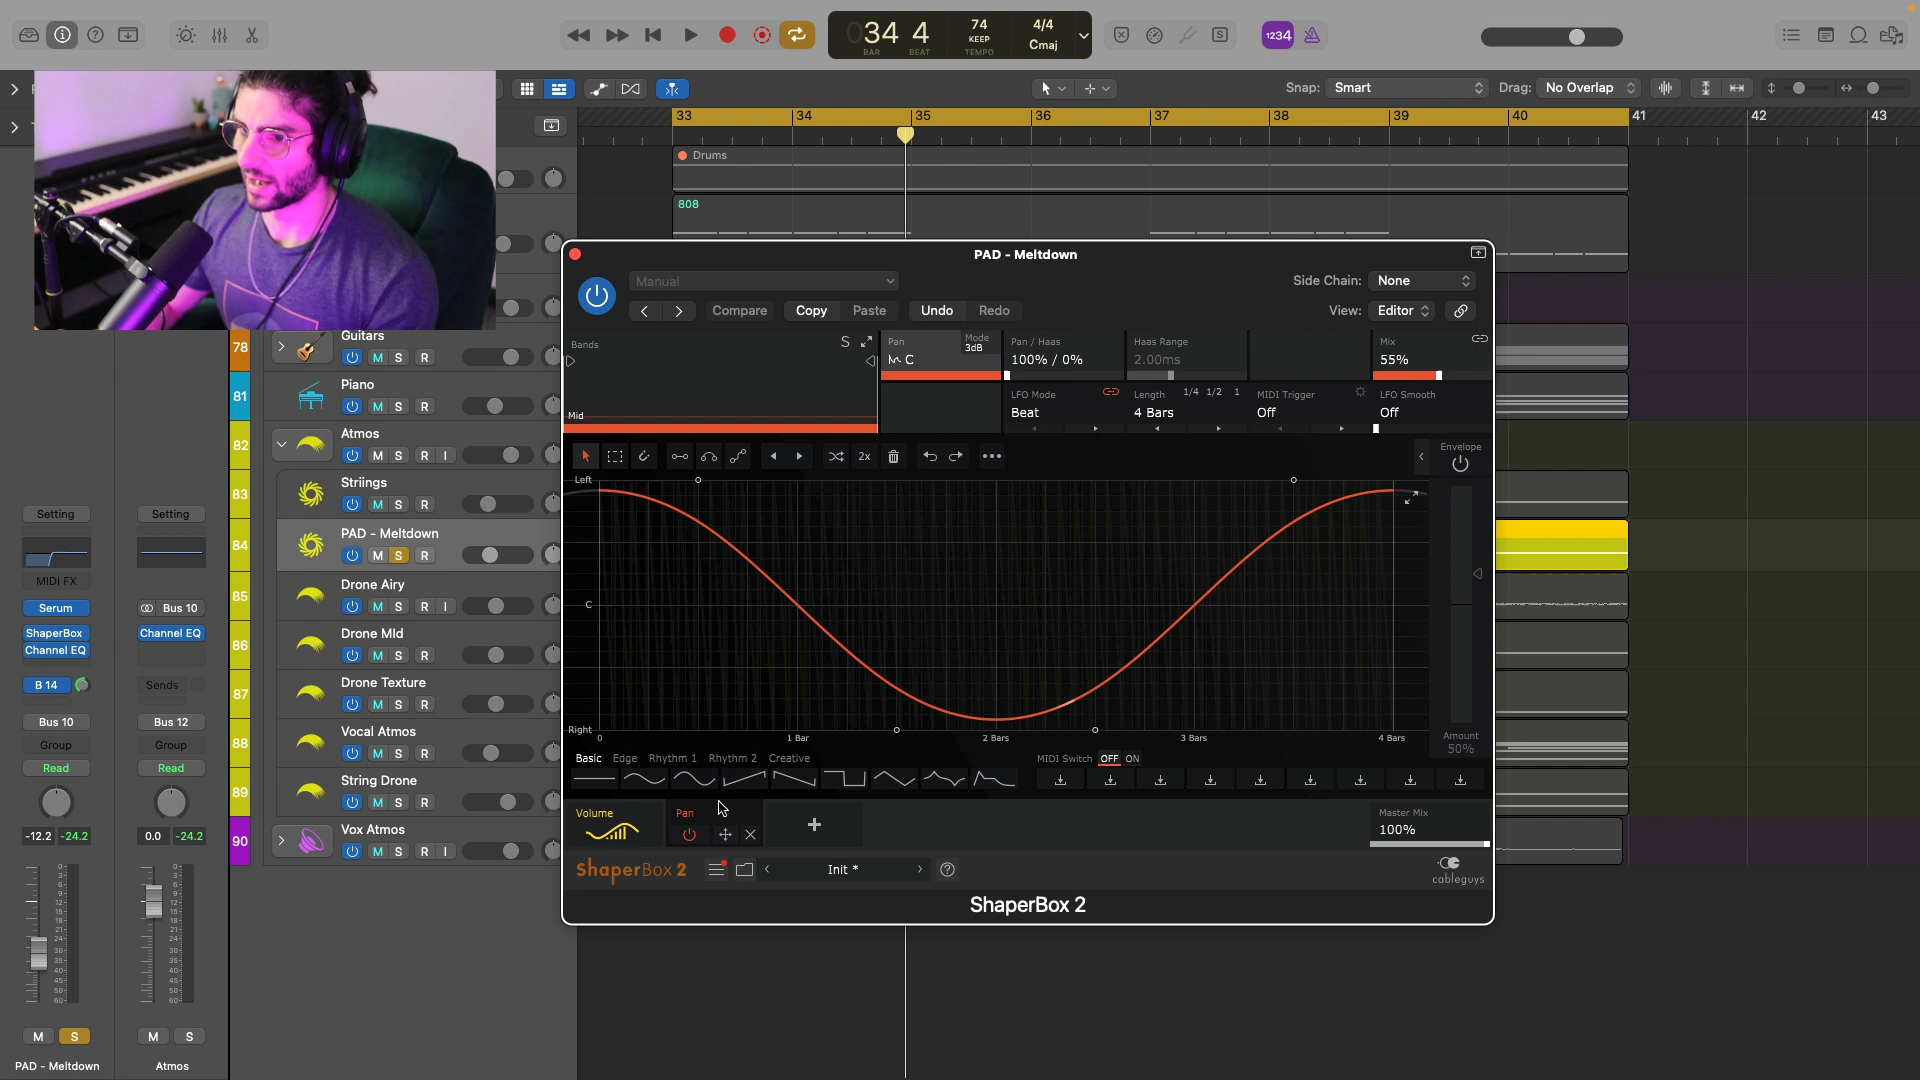 034 4
BAR
BEAT
74
KEEP
TEMPO
4/4
Cmaj
1234
Snap: Smart
Drag: No Overlap
33 34 35 36 37 38 39 40 41 42 43
Drums
808
PAD - Meltdown
Manual
Side Chain: None
Compare
Copy
Paste
Undo
Redo
View: Editor
Bands
S
Mid
Pan
C
Mode
3dB
Pan / Haas
100% / 0%
Haas Range
2.00ms
Mix
55%
LFO Mode
Beat
Length 1/4 1/2 1
4 Bars
MIDI Trigger
Off
LFO Smooth
Off
2x
Envelope
Left
C
Right
0 1 Bar 2 Bars 3 Bars 4 Bars
Amount
50%
Basic Edge Rhythm 1 Rhythm 2 Creative
MIDI Switch OFF ON
Volume
Pan
Master Mix
100%
ShaperBox 2
Init *
cableguys
ShaperBox 2
78
Guitars
M S R
81
Piano
M S R
82
Atmos
M S R I
83
Striings
M S R
84
PAD - Meltdown
M S R
85
Drone Airy
M S R I
86
Drone MId
M S R
87
Drone Texture
M S R
88
Vocal Atmos
M S R
89
String Drone
M S R
90
Vox Atmos
M S R I
Setting
MIDI FX
Serum
ShaperBox
Channel EQ
B 14
Bus 10
Group
Read
-12.2 -24.2
M S
PAD - Meltdown
Setting
Bus 10
Channel EQ
Sends
Bus 12
Group
Read
0.0 -24.2
M S
Atmos